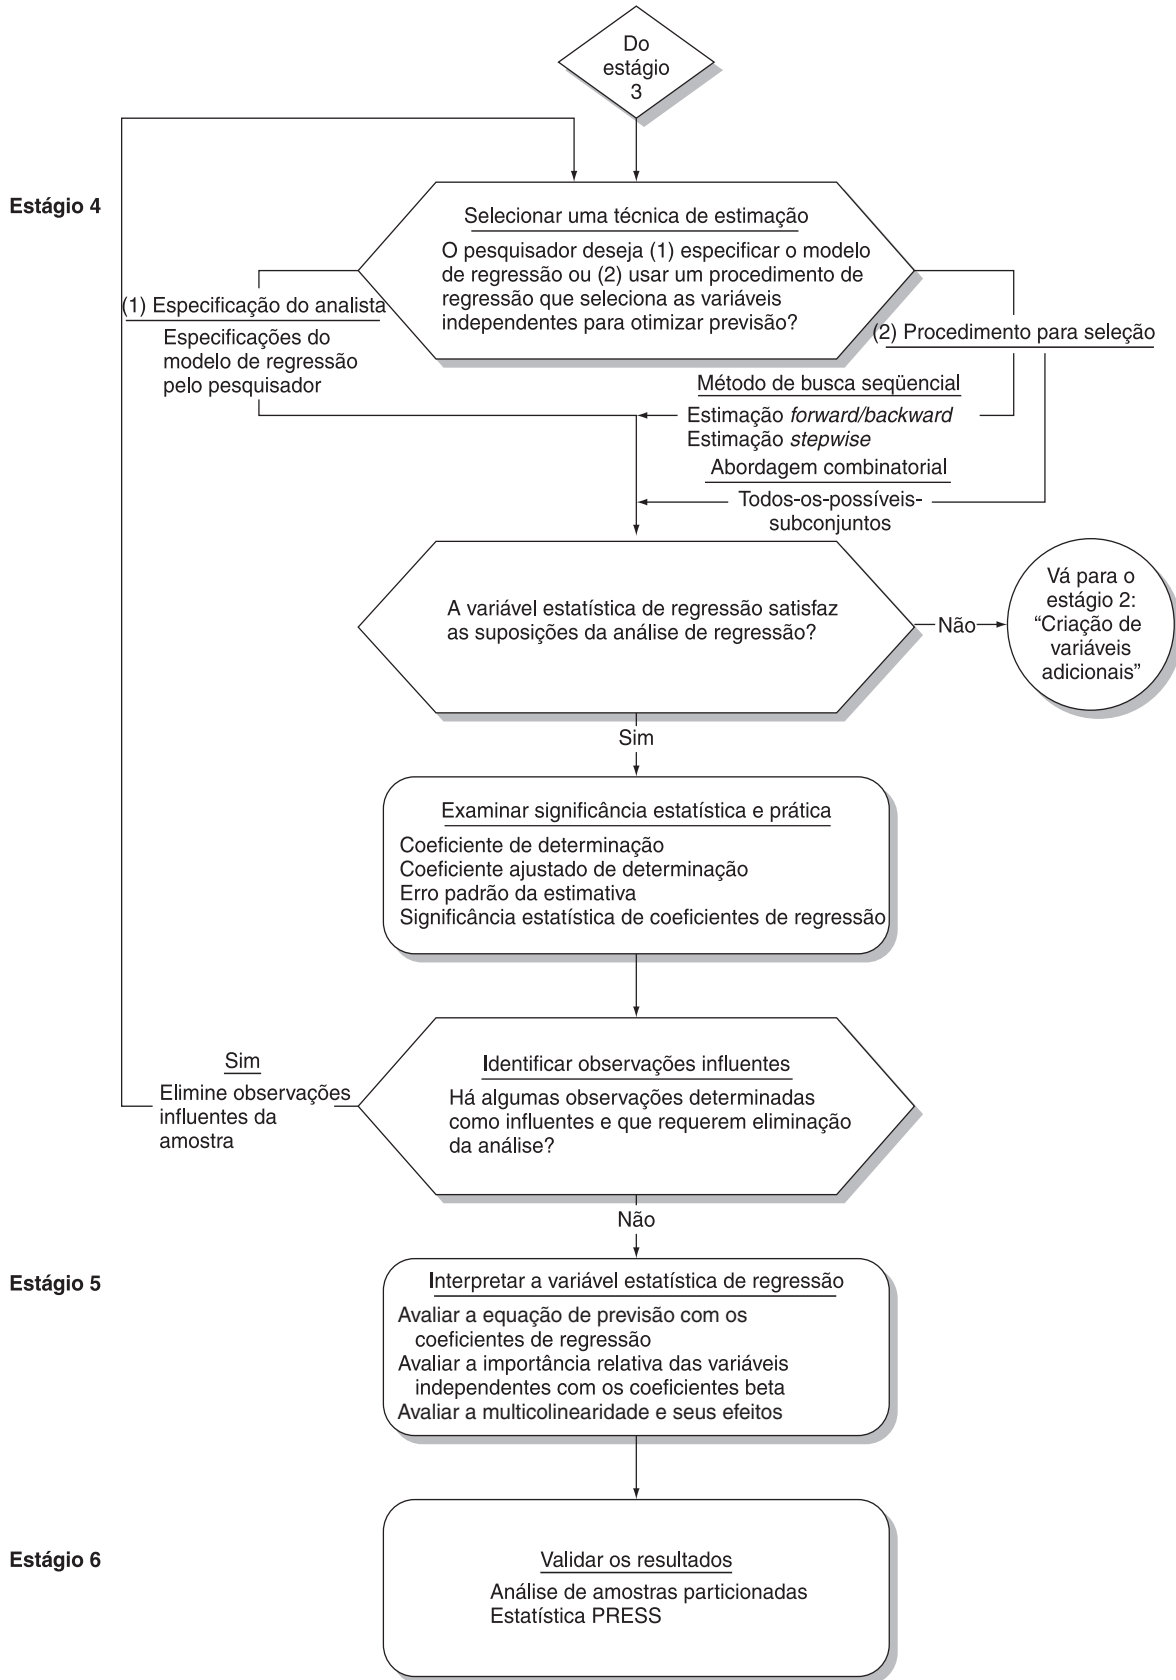 Do
estágio
3
Estágio 4
Selecionar uma técnica de estimação
O pesquisador deseja (1) especificar o modelo
de regressão ou (2) usar um procedimento de
regressão que seleciona as variáveis
independentes para otimizar previsão?
(1) Especificação do analista
Especificações do
modelo de regressão
pelo pesquisador
(2) Procedimento para seleção
Método de busca seqüencial
Estimação forward/backward
Estimação stepwise
Abordagem combinatorial
Todos-os-possíveis-
subconjuntos
A variável estatística de regressão satisfaz
as suposições da análise de regressão?
Não
Vá para o
estágio 2:
“Criação de
variáveis
adicionais”
Sim
Examinar significância estatística e prática
Coeficiente de determinação
Coeficiente ajustado de determinação
Erro padrão da estimativa
Significância estatística de coeficientes de regressão
Identificar observações influentes
Há algumas observações determinadas
como influentes e que requerem eliminação
da análise?
Sim
Elimine observações
influentes da
amostra
Não
Estágio 5
Interpretar a variável estatística de regressão
Avaliar a equação de previsão com os
coeficientes de regressão
Avaliar a importância relativa das variáveis
independentes com os coeficientes beta
Avaliar a multicolinearidade e seus efeitos
Estágio 6
Validar os resultados
Análise de amostras particionadas
Estatística PRESS